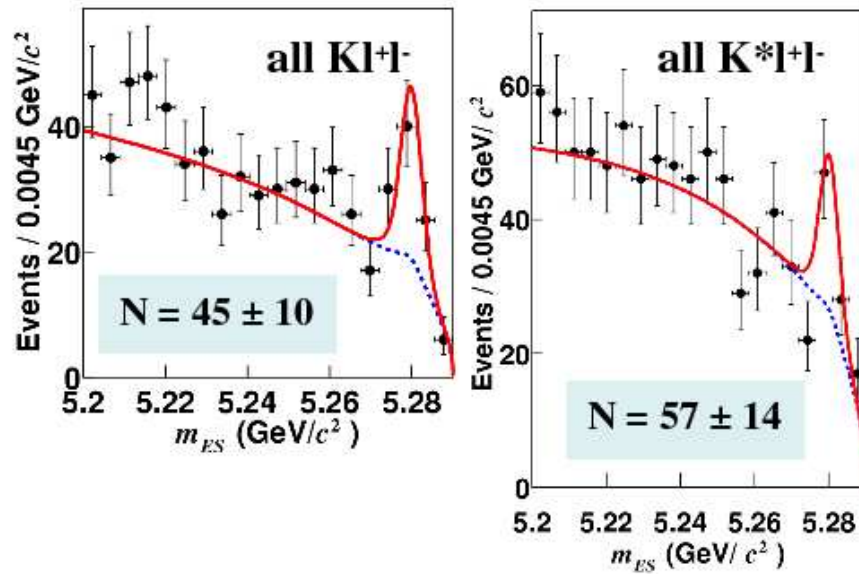 all Kl+l-
Events / 0.0045 GeV/c²
40
20
0
N = 45 ± 10
5.2 5.22 5.24 5.26 5.28
mES (GeV/c²)
all K*l+l-
Events / 0.0045 GeV/c²
60
40
20
0
N = 57 ± 14
5.2 5.22 5.24 5.26 5.28
mES (GeV/c²)